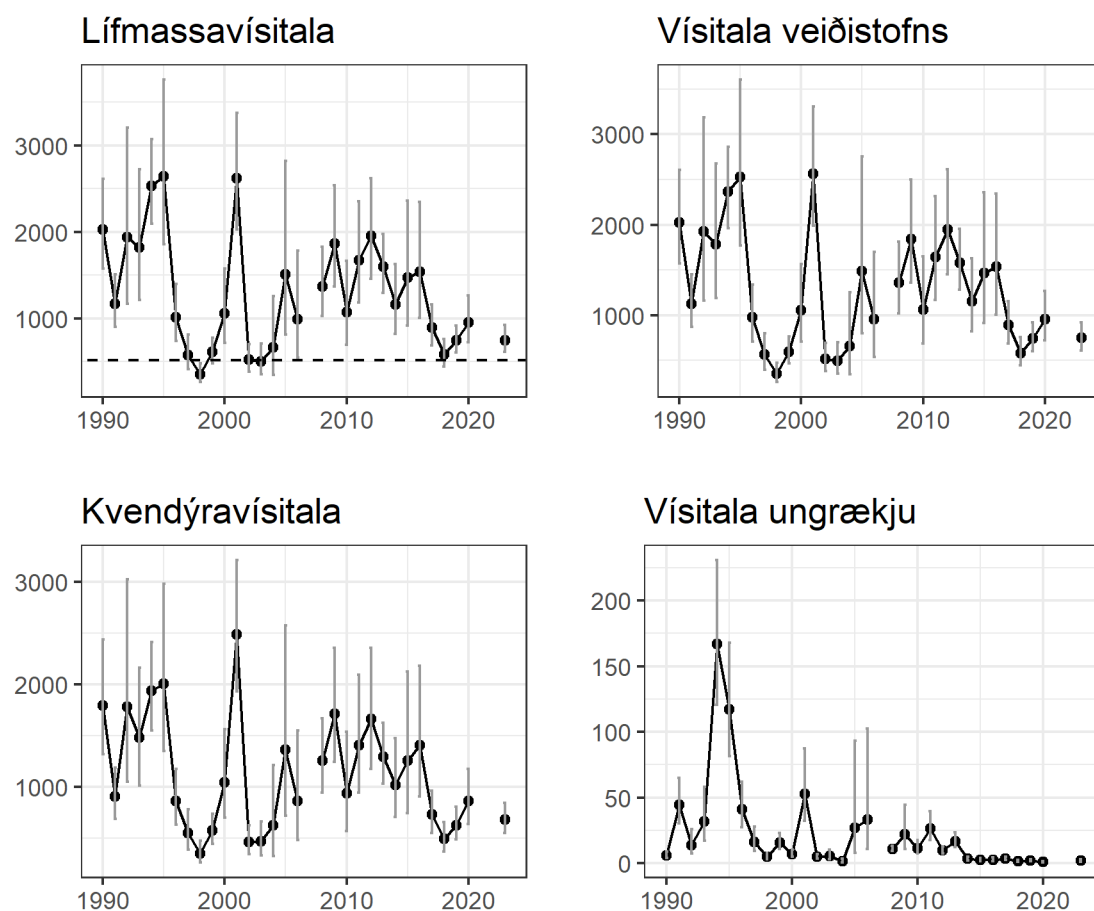 Lífmassavísitala
3000
2000
1000
1990 2000 2010 2020
Vísitala veiðistofns
3000
2000
1000
1990 2000 2010 2020
Kvendýravísitala
3000
2000
1000
1990 2000 2010 2020
Vísitala ungrækju
200
150
100
50
0
1990 2000 2010 2020